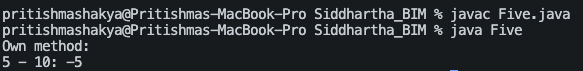 pritishmashakya@Pritishmas-MacBook-Pro Siddhartha_BIM % javac Five.java
pritishmashakya@Pritishmas-MacBook-Pro Siddhartha_BIM % java Five
Own method:
5 - 10: -5